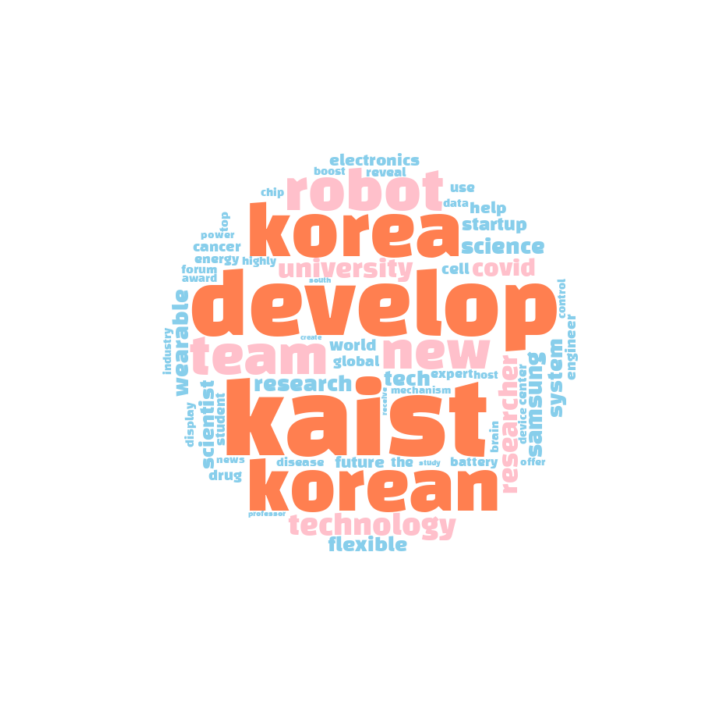 electronics
boost reveal
chip robot use
data help
top korea startup
power
cancer science
energy highly
forum university cell covid
award south
develop control
wearable
industry
create
team world new
global
engineer
system
samsung
researcher
center
device
research tech expert host
mechanism
receive
scientist
student
display
kaist
brain
news disease future the study battery offer
drug korean
professor
technology
flexible